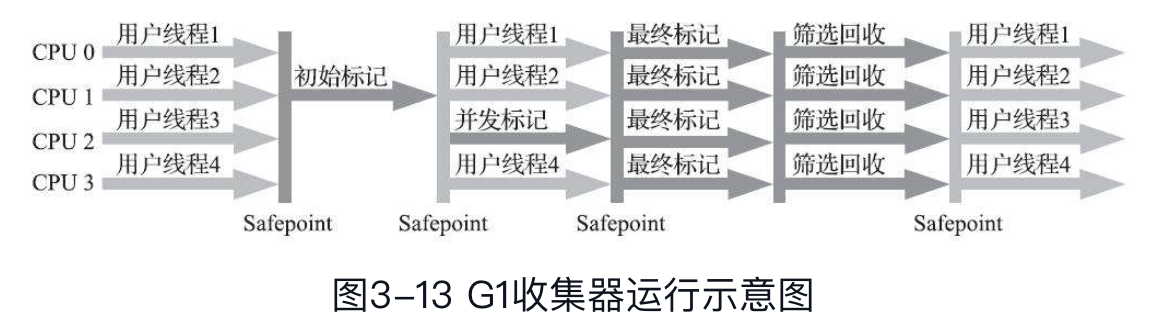 CPU 0 用户线程1 用户线程1 最终标记 筛选回收 用户线程1
初始标记
CPU 1 用户线程2 用户线程2 最终标记 筛选回收 用户线程2
CPU 2 用户线程3 并发标记 最终标记 筛选回收 用户线程3
CPU 3 用户线程4 用户线程4 最终标记 筛选回收 用户线程4
Safepoint Safepoint Safepoint Safepoint
图3-13 G1收集器运行示意图